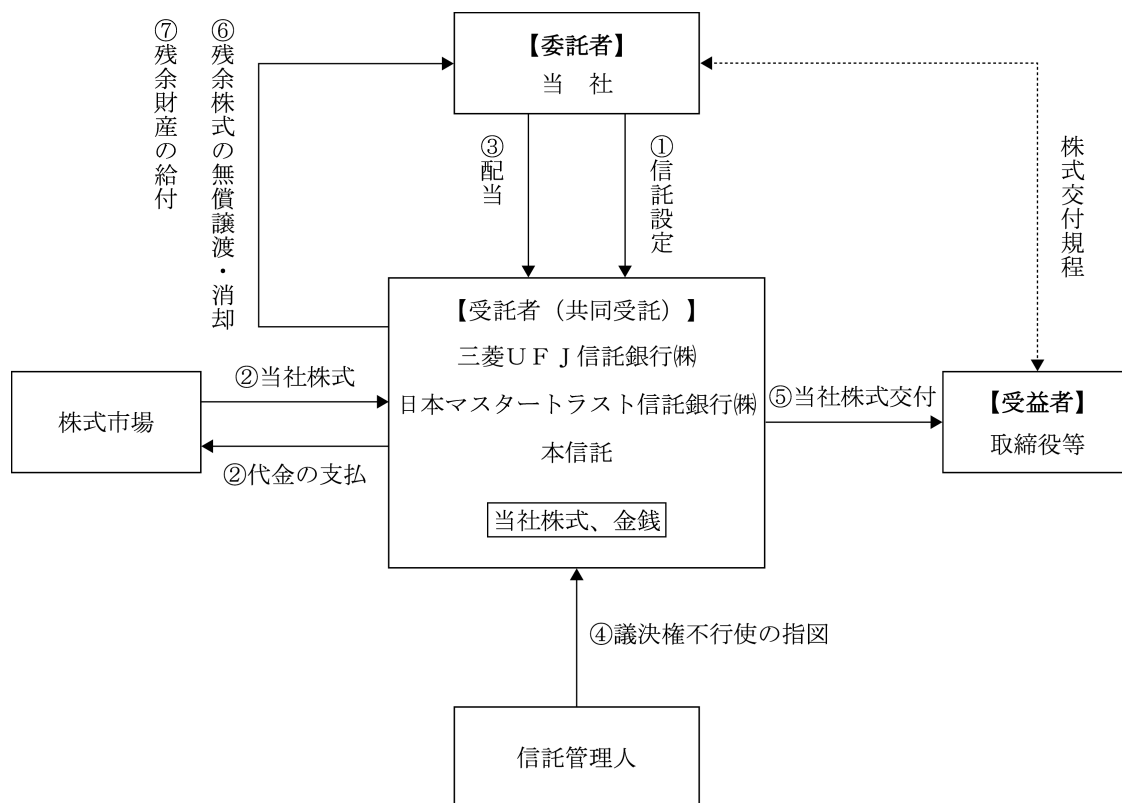 ⑦残余財産の給付
⑥残余株式の無償譲渡・消却
【委託者】
当　社
③配当
①信託設定
株式交付規程
【受託者（共同受託）】
三菱ＵＦＪ信託銀行㈱
日本マスタートラスト信託銀行㈱
本信託
当社株式、金銭
株式市場
②当社株式
②代金の支払
⑤当社株式交付
【受益者】
取締役等
④議決権不行使の指図
信託管理人